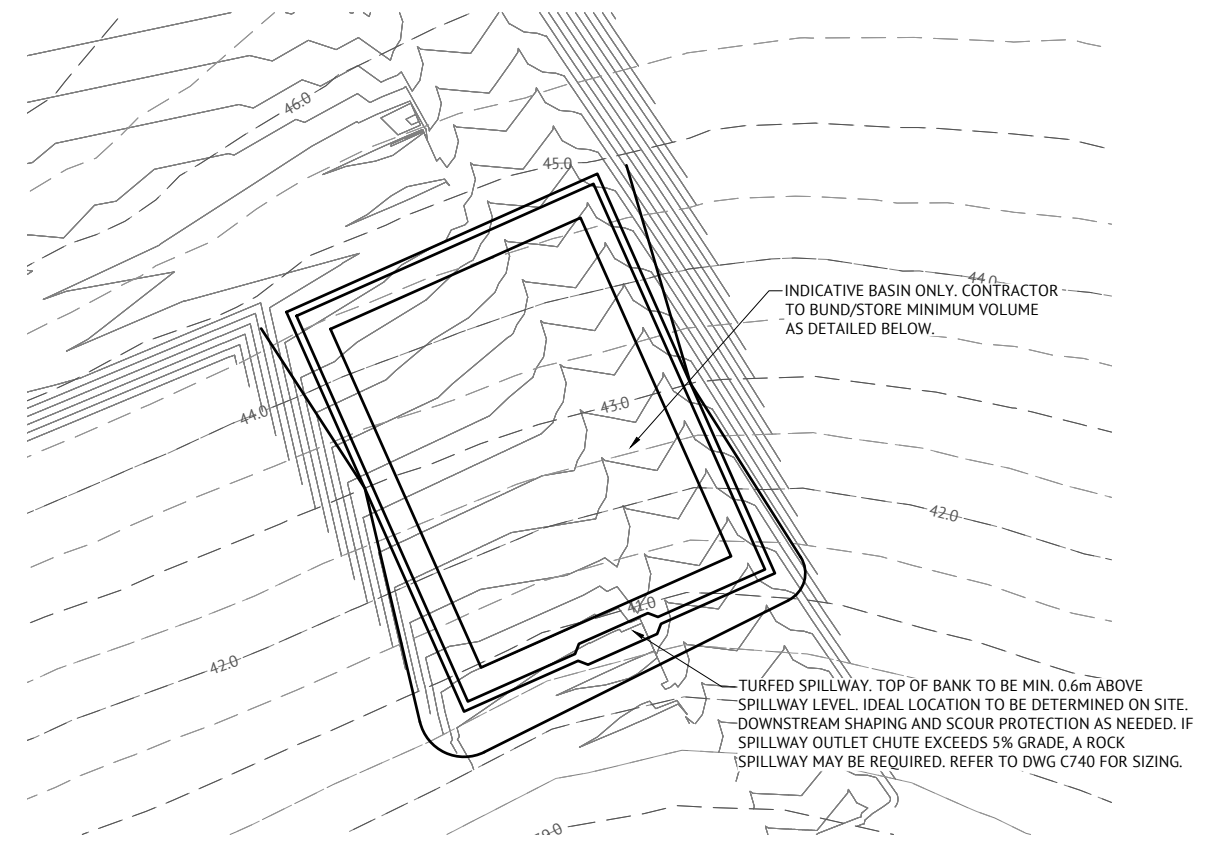 46.0
45.0
44.0
INDICATIVE BASIN ONLY. CONTRACTOR
TO BUND/STORE MINIMUM VOLUME
AS DETAILED BELOW.
44.0
43.0
42.0
41.0
42.0
TURFED SPILLWAY. TOP OF BANK TO BE MIN. 0.6m ABOVE
SPILLWAY LEVEL. IDEAL LOCATION TO BE DETERMINED ON SITE.
DOWNSTREAM SHAPING AND SCOUR PROTECTION AS NEEDED. IF
SPILLWAY OUTLET CHUTE EXCEEDS 5% GRADE, A ROCK
SPILLWAY MAY BE REQUIRED. REFER TO DWG C740 FOR SIZING.